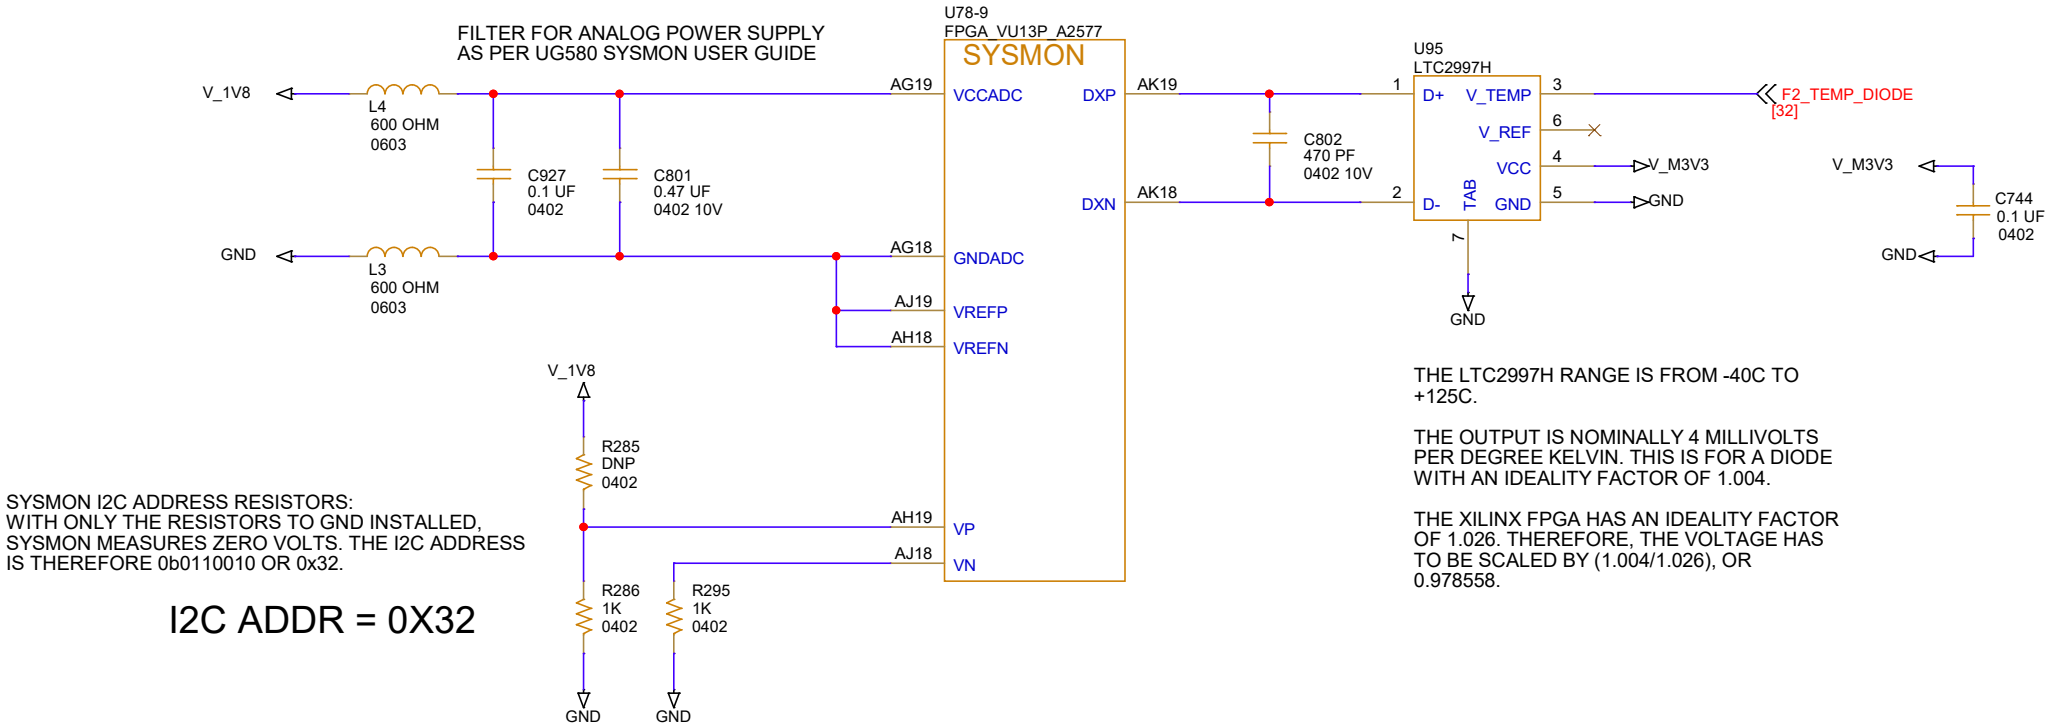 FILTER FOR ANALOG POWER SUPPLY
AS PER UG580 SYSMON USER GUIDE
V_1V8
L4
600 OHM
0603
C927
0.1 UF
0402
C801
0.47 UF
0402 10V
GND
L3
600 OHM
0603
U78-9
FPGA_VU13P_A2577
SYSMON
AG19
VCCADC
AG18
GNDADC
AJ19
VREFP
AH18
VREFN
AH19
VP
AJ18
VN
DXP
AK19
DXN
AK18
C802
470 PF
0402 10V
U95
LTC2997H
1
D+
2
D-
V_TEMP
3
V_REF
6
VCC
4
GND
5
TAB
7
GND
F2_TEMP_DIODE
[32]
V_M3V3
GND
V_M3V3
C744
0.1 UF
0402
GND
V_1V8
R285
DNP
0402
R286
1K
0402
R295
1K
0402
GND
GND
SYSMON I2C ADDRESS RESISTORS:
WITH ONLY THE RESISTORS TO GND INSTALLED,
SYSMON MEASURES ZERO VOLTS. THE I2C ADDRESS
IS THEREFORE 0b0110010 OR 0x32.
I2C ADDR = 0X32
THE LTC2997H RANGE IS FROM -40C TO
+125C.
THE OUTPUT IS NOMINALLY 4 MILLIVOLTS
PER DEGREE KELVIN. THIS IS FOR A DIODE
WITH AN IDEALITY FACTOR OF 1.004.
THE XILINX FPGA HAS AN IDEALITY FACTOR
OF 1.026. THEREFORE, THE VOLTAGE HAS
TO BE SCALED BY (1.004/1.026), OR
0.978558.